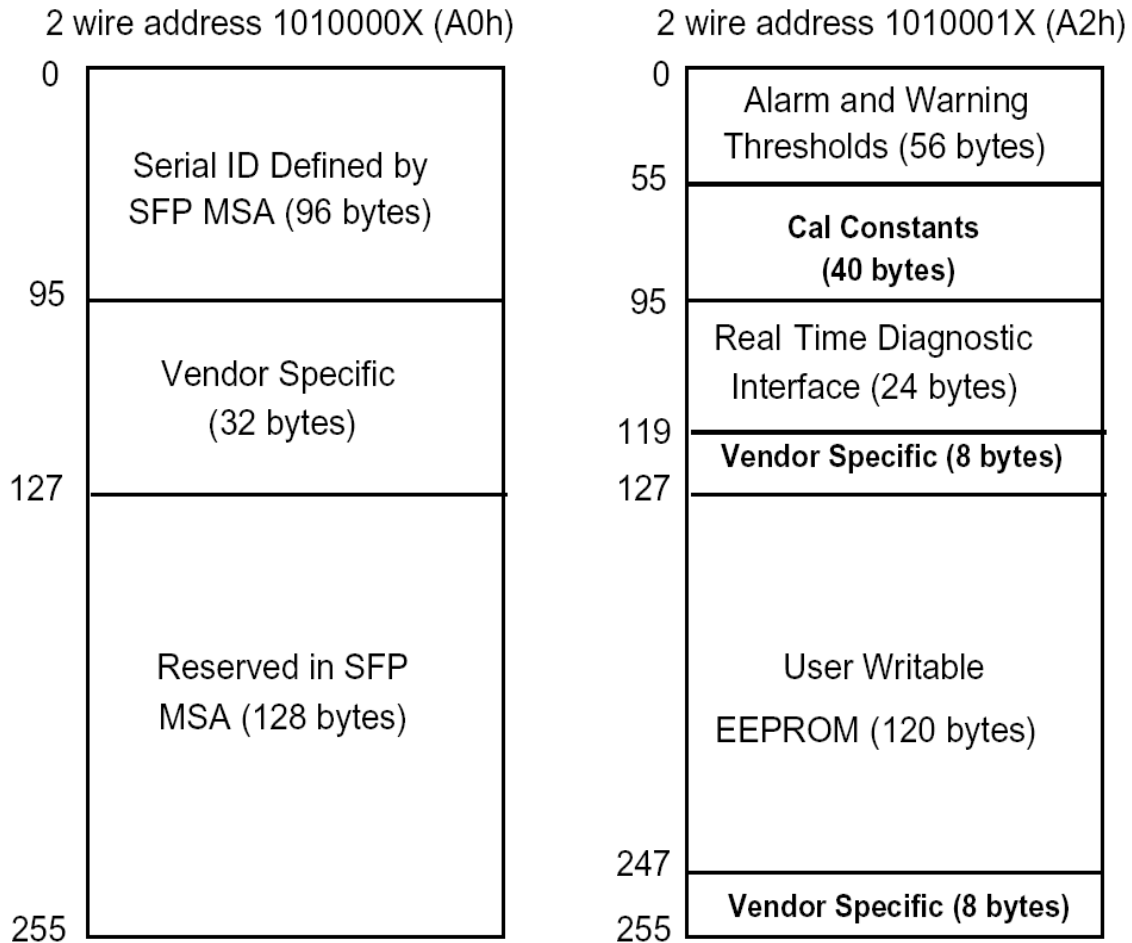 2 wire address 1010000X (A0h)
0
Serial ID Defined by
SFP MSA (96 bytes)
95
Vendor Specific
(32 bytes)
127
Reserved in SFP
MSA (128 bytes)
255
2 wire address 1010001X (A2h)
0
Alarm and Warning
Thresholds (56 bytes)
55
Cal Constants
(40 bytes)
95
Real Time Diagnostic
Interface (24 bytes)
119
Vendor Specific (8 bytes)
127
User Writable
EEPROM (120 bytes)
247
Vendor Specific (8 bytes)
255